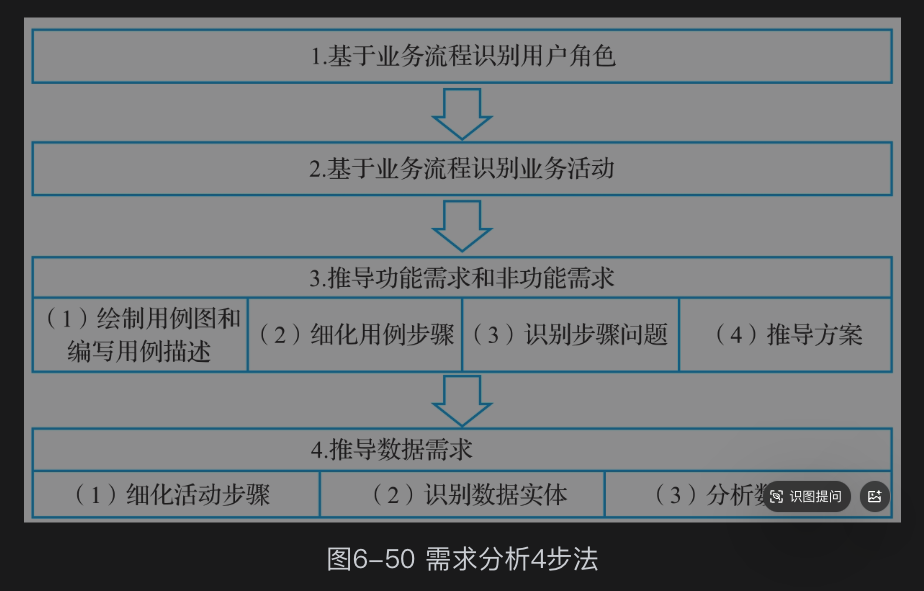 1.基于业务流程识别用户角色
2.基于业务流程识别业务活动
3.推导功能需求和非功能需求
（1）绘制用例图和
编写用例描述
（2）细化用例步骤
（3）识别步骤问题
（4）推导方案
4.推导数据需求
（1）细化活动步骤
（2）识别数据实体
（3）分析
识图提问
图6-50 需求分析4步法